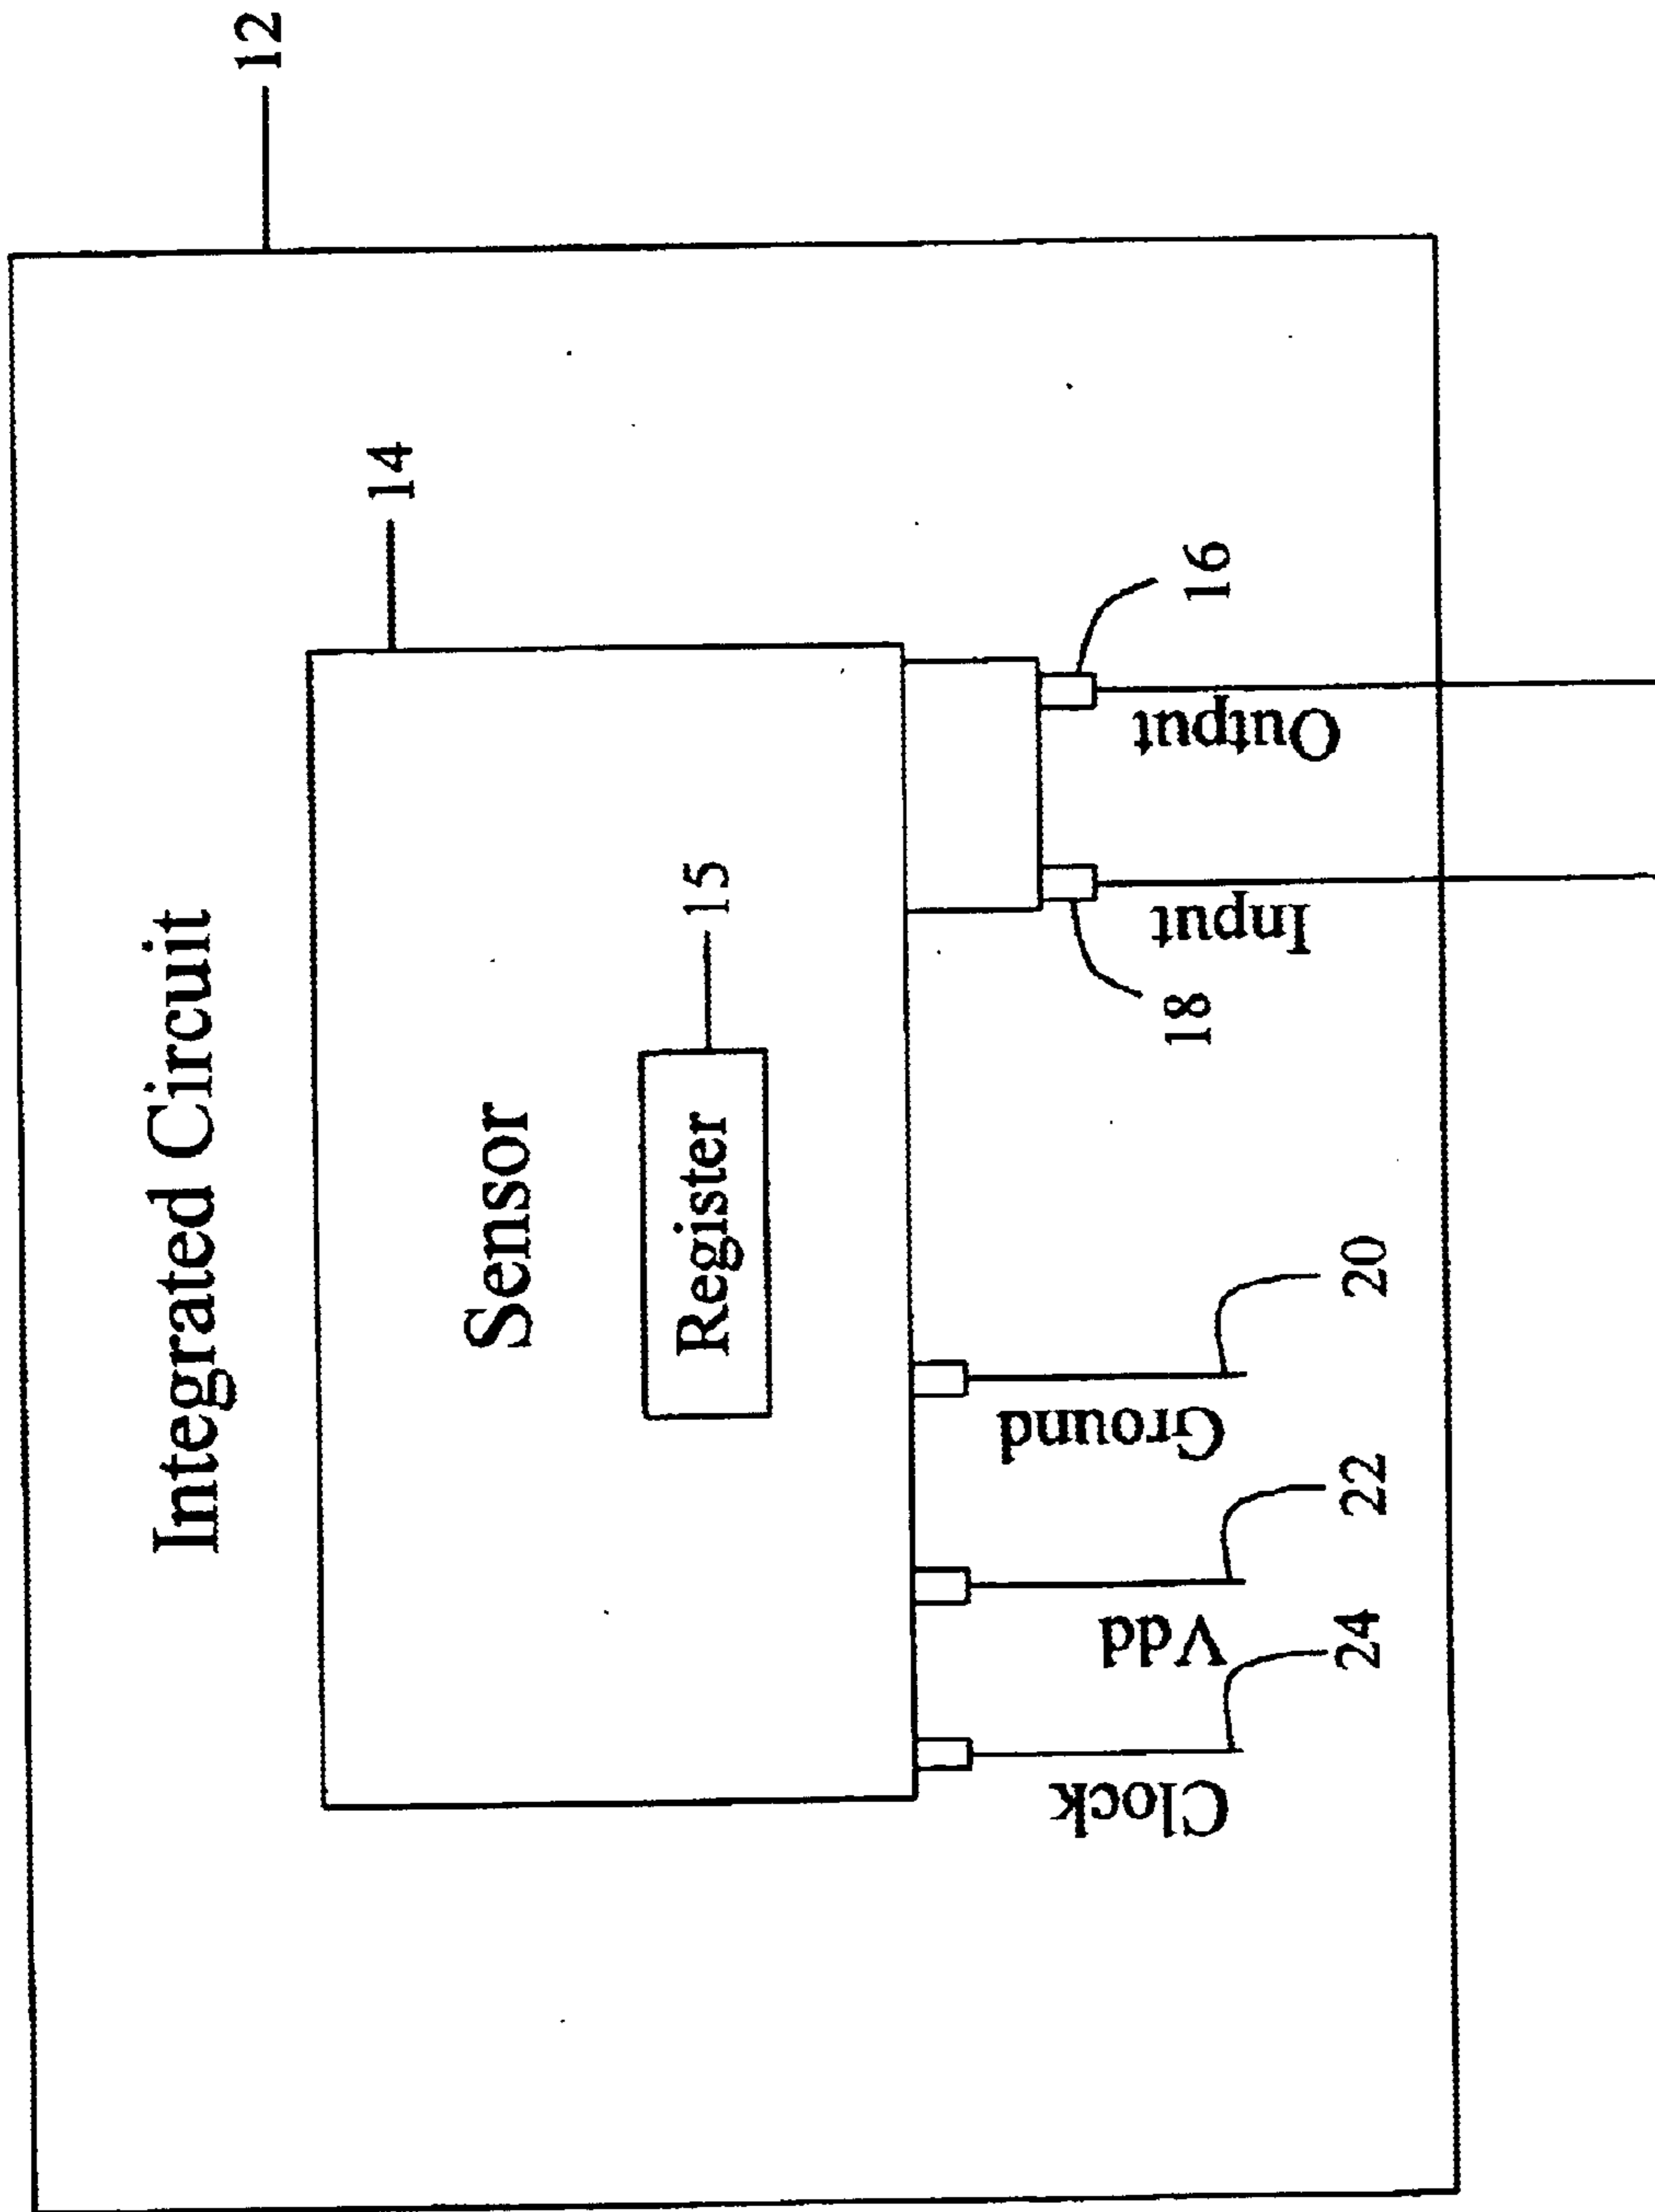 Integrated Circuit
12
Sensor
14
Register
15
Clock
Vdd
Ground
Input
Output
24
22
20
18
16